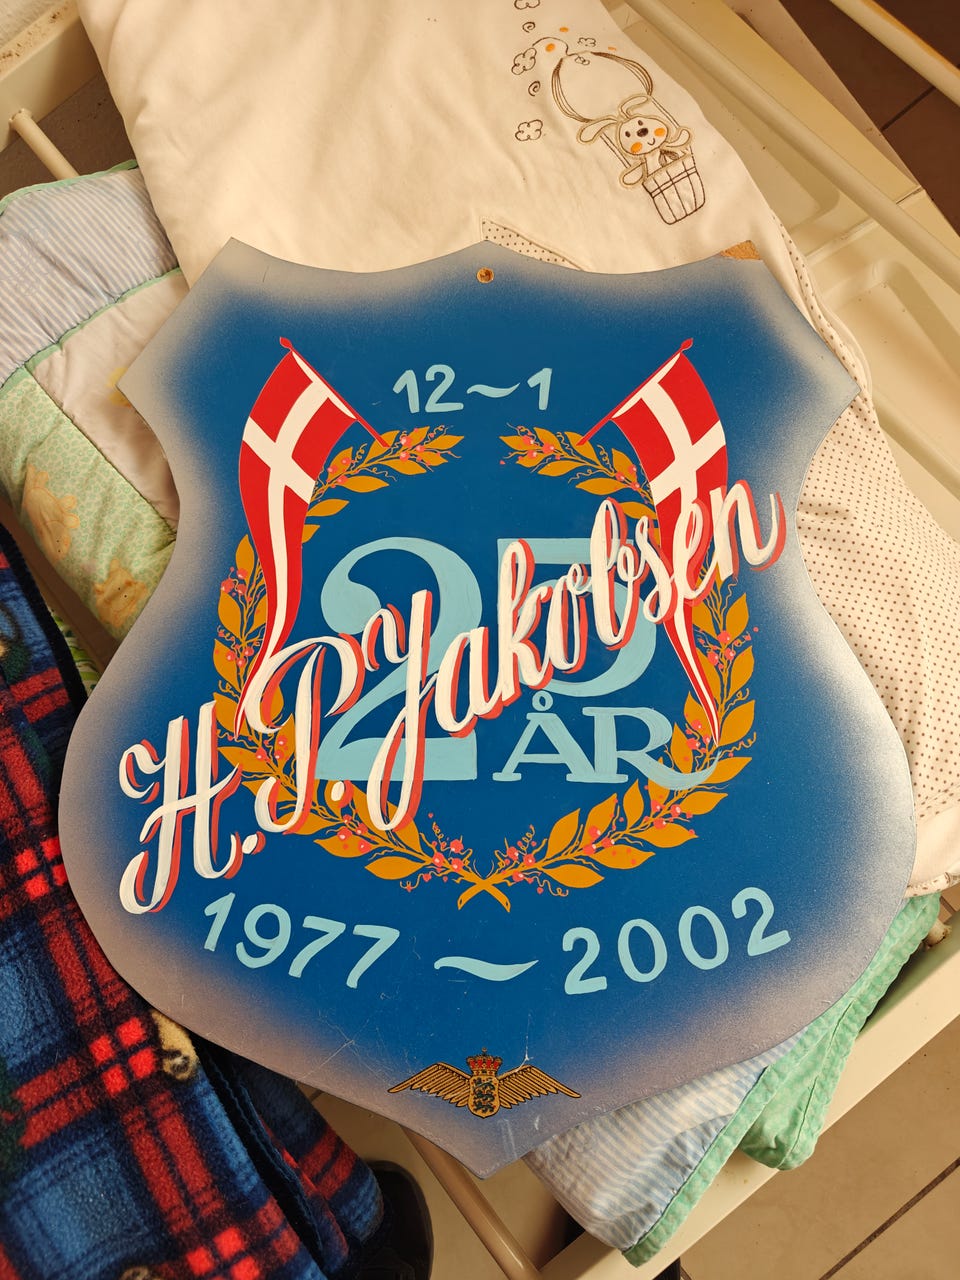 12~1
25
ÅR
H.P. Jakobsen
1977 ~ 2002